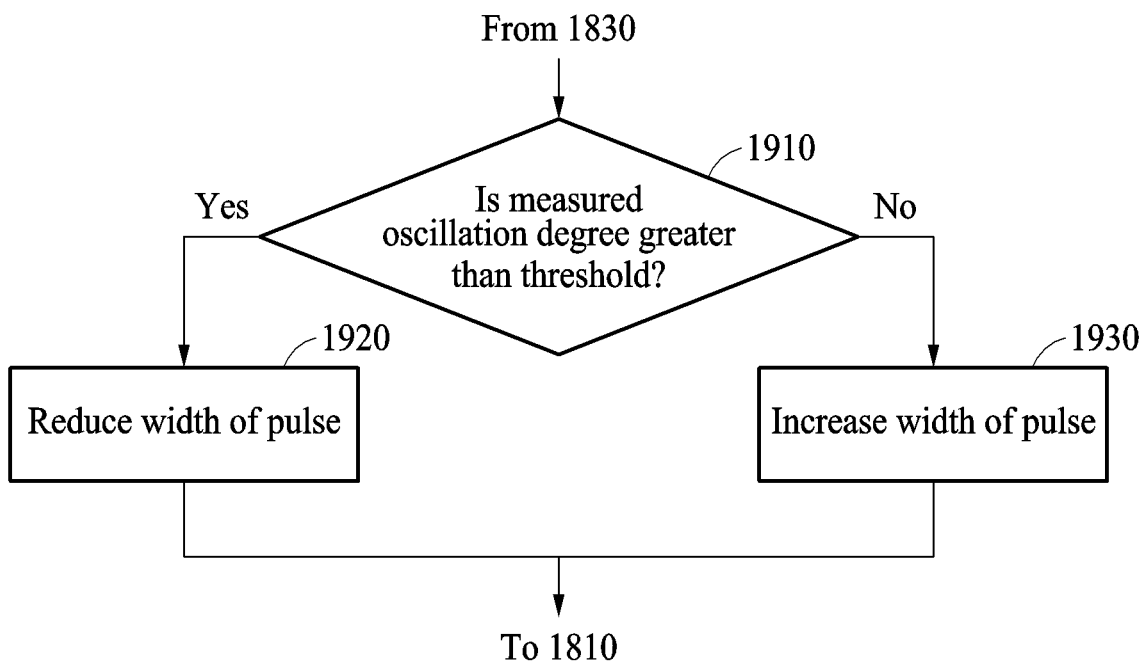 From 1830
1910
Yes
No
Is measured
oscillation degree greater
than threshold?
1920
1930
Reduce width of pulse
Increase width of pulse
To 1810